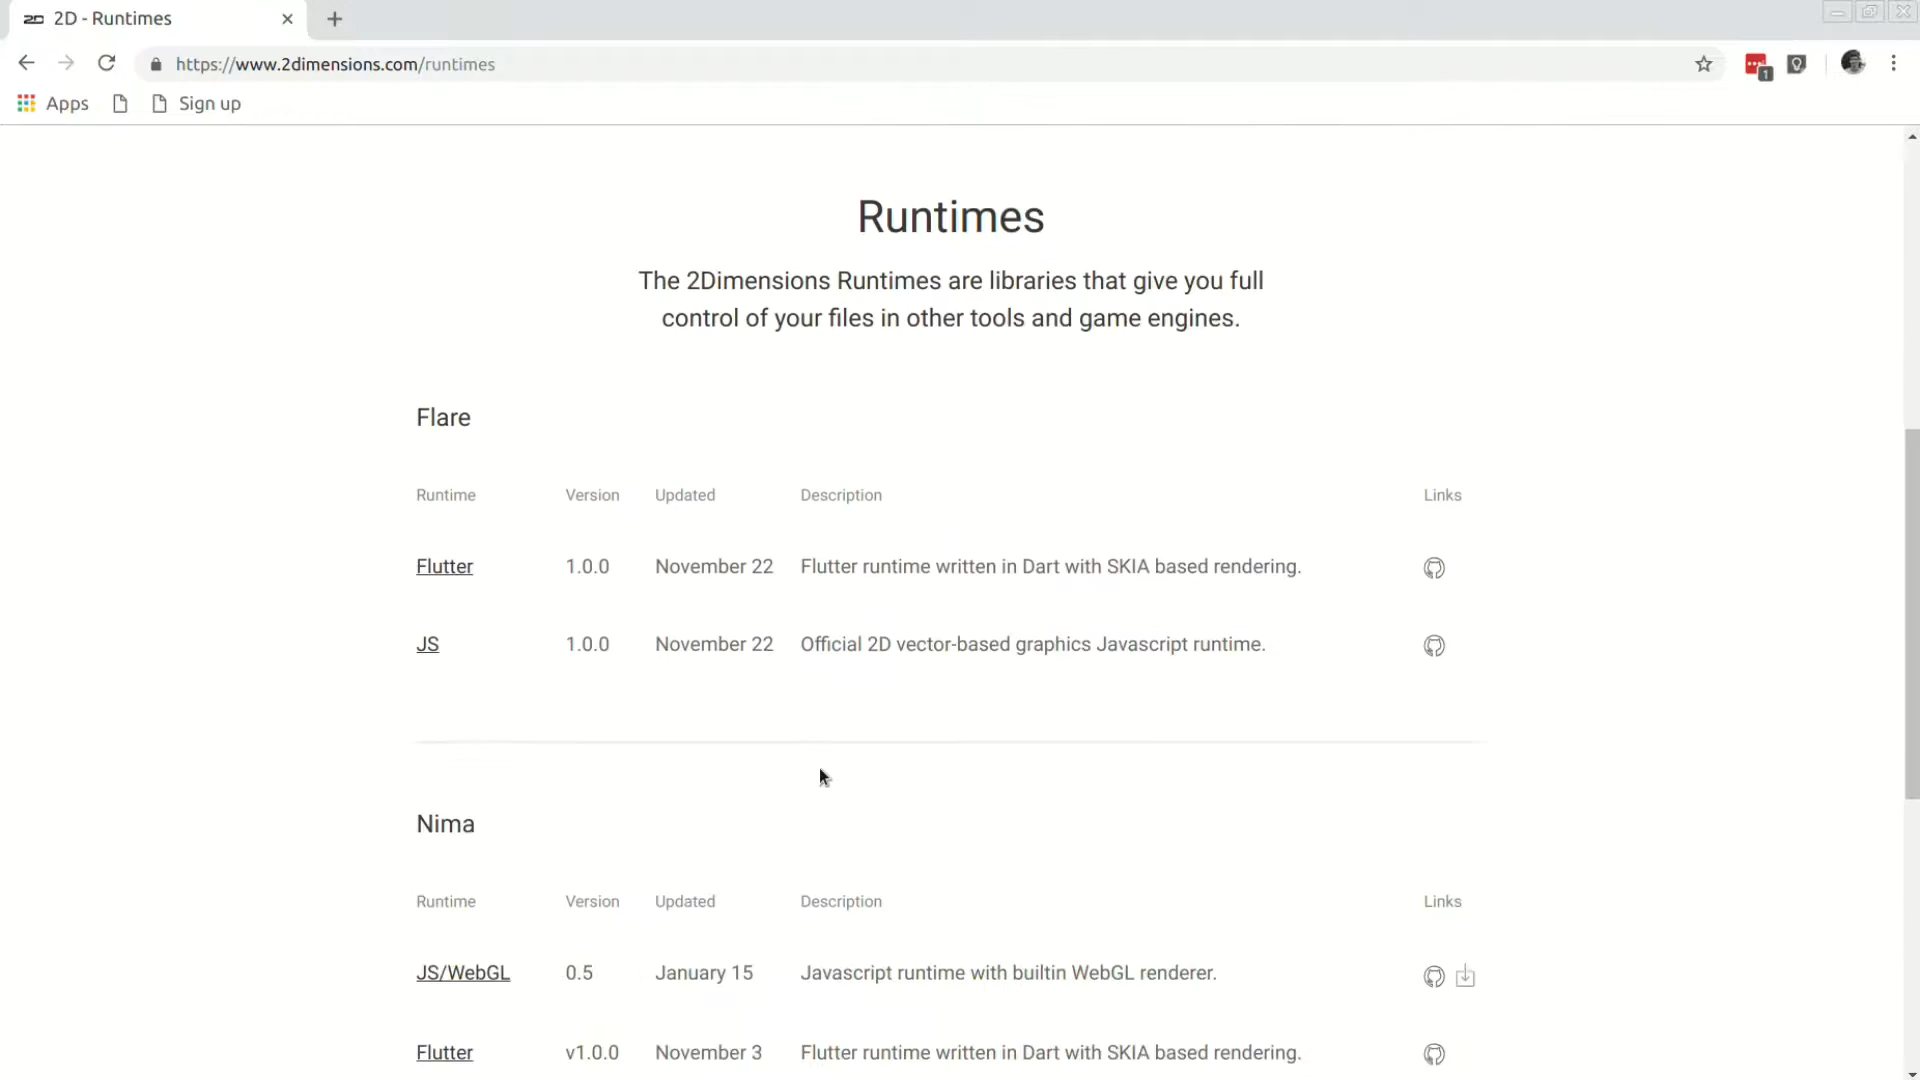 2D - Runtimes
https://www.2dimensions.com/runtimes
1
Apps
Sign up
Runtimes
The 2Dimensions Runtimes are libraries that give you full
control of your files in other tools and game engines.
Flare
Runtime Version Updated Description Links
Flutter 1.0.0 November 22 Flutter runtime written in Dart with SKIA based rendering.
JS 1.0.0 November 22 Official 2D vector-based graphics Javascript runtime.
Nima
Runtime Version Updated Description Links
JS/WebGL 0.5 January 15 Javascript runtime with builtin WebGL renderer.
Flutter v1.0.0 November 3 Flutter runtime written in Dart with SKIA based rendering.